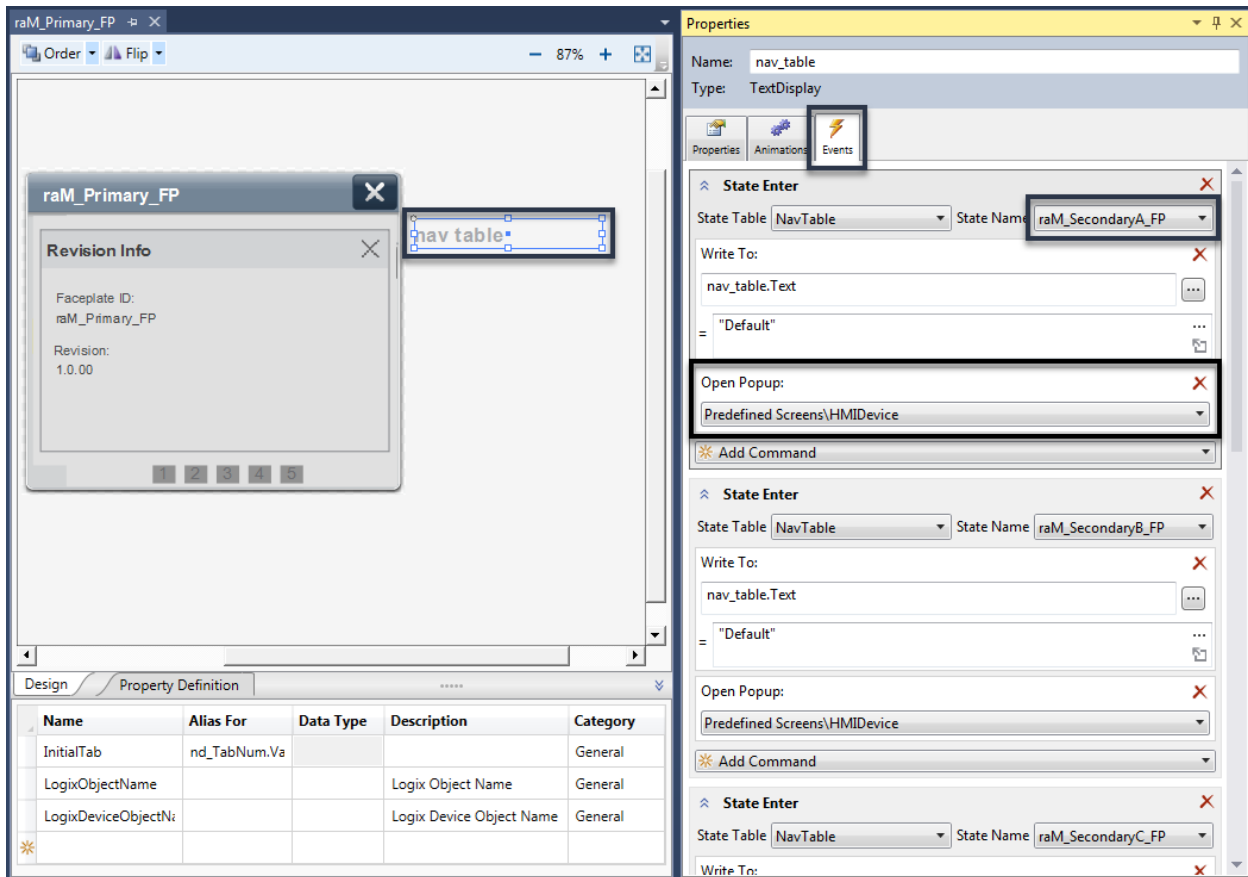 raM_Primary_FP
Order Flip 87%
raM_Primary_FP
Revision Info
Faceplate ID:
raM_Primary_FP
Revision:
1.0.00
1 2 3 4 5
nav table
Design Property Definition
Name Alias For Data Type Description Category
InitialTab nd_TabNum.Va General
LogixObjectName Logix Object Name General
LogixDeviceObjectNa Logix Device Object Name General
Properties
Name: nav_table
Type: TextDisplay
Properties Animations Events
State Enter
State Table NavTable State Name raM_SecondaryA_FP
Write To:
nav_table.Text
...
= "Default"
...
Open Popup:
Predefined Screens\HMIDevice
Add Command
State Enter
State Table NavTable State Name raM_SecondaryB_FP
Write To:
nav_table.Text
...
= "Default"
...
Open Popup:
Predefined Screens\HMIDevice
Add Command
State Enter
State Table NavTable State Name raM_SecondaryC_FP
Write To: